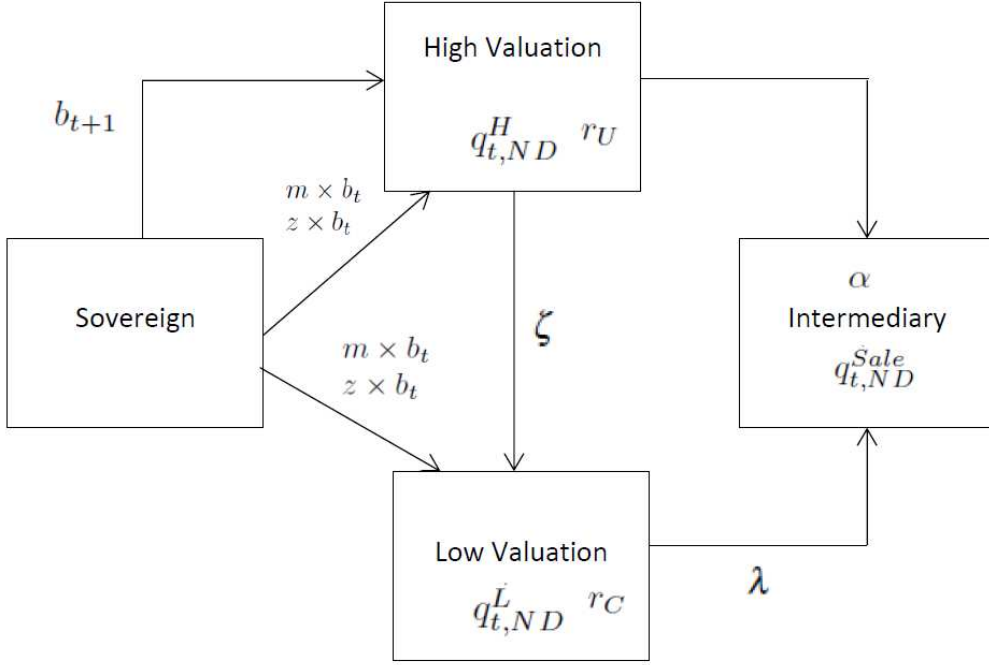 High Valuation
q^H_{t,ND} r_U
b_{t+1}
m × b_t
z × b_t
Sovereign
ζ
m × b_t
z × b_t
α
Intermediary
q^{Sale}_{t,ND}
Low Valuation
q^L_{t,ND} r_C
λ